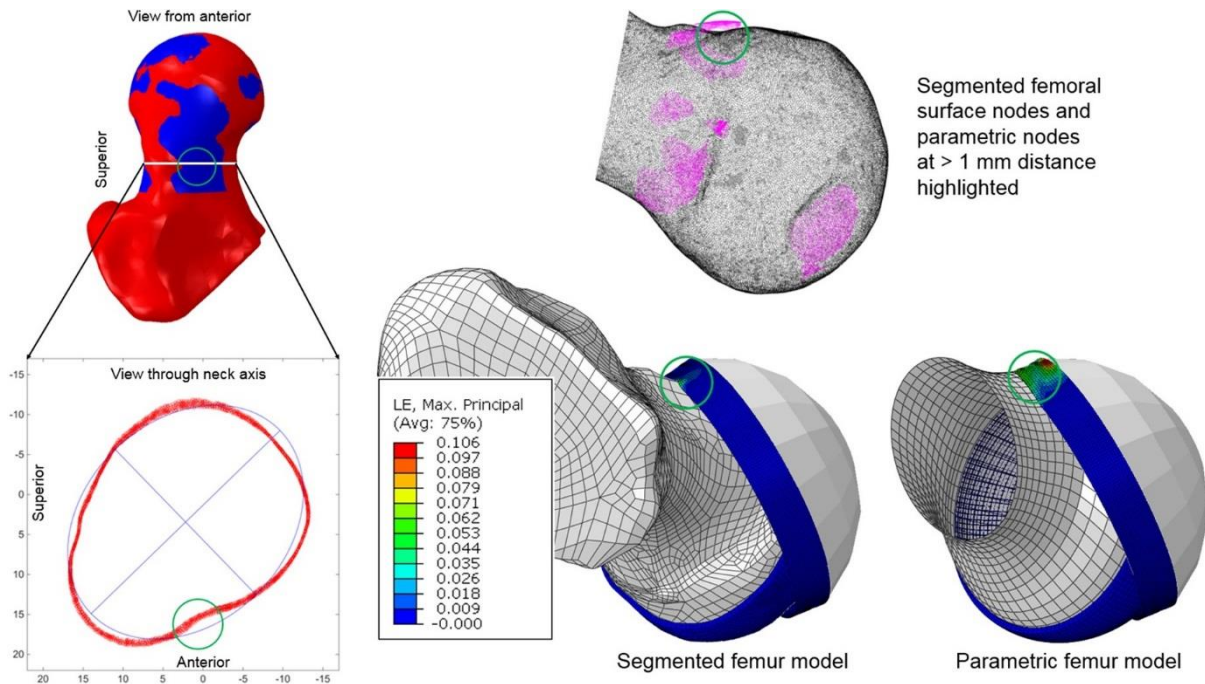 View from anterior
Superior
Segmented femoral
surface nodes and
parametric nodes
at > 1 mm distance
highlighted
View through neck axis
-15
-10
-5
0
5
10
15
20
Superior
Anterior
20 15 10 5 0 -5 -10 -15
LE, Max. Principal
(Avg: 75%)
0.106
0.097
0.088
0.079
0.071
0.062
0.053
0.044
0.035
0.026
0.018
0.009
-0.000
Segmented femur model
Parametric femur model